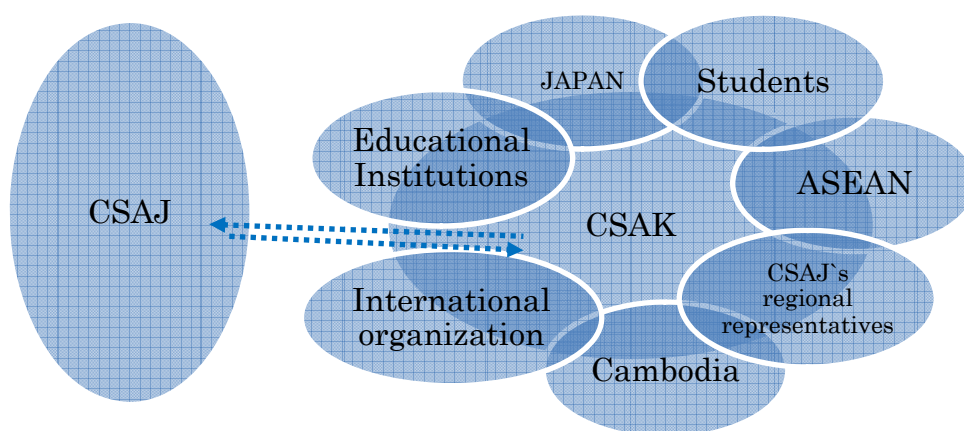 JAPAN
Students
Educational
Institutions
ASEAN
CSAJ
CSAK
CSAJ`s
regional
representatives
International
organization
Cambodia